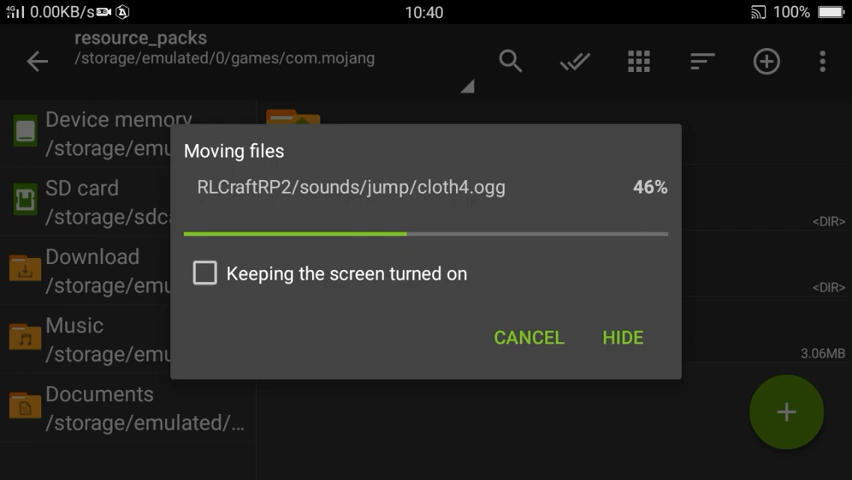 4G 0.00KB/s 10:40 100%
resource_packs
/storage/emulated/0/games/com.mojang
Device memory
/storage/emu
SD card
/storage/sdc
Download
/storage/emu
Music
/storage/emu
Documents
/storage/emulated/...
Moving files
RLCraftRP2/sounds/jump/cloth4.ogg 46%
Keeping the screen turned on
CANCEL HIDE
<DIR>
<DIR>
3.06MB